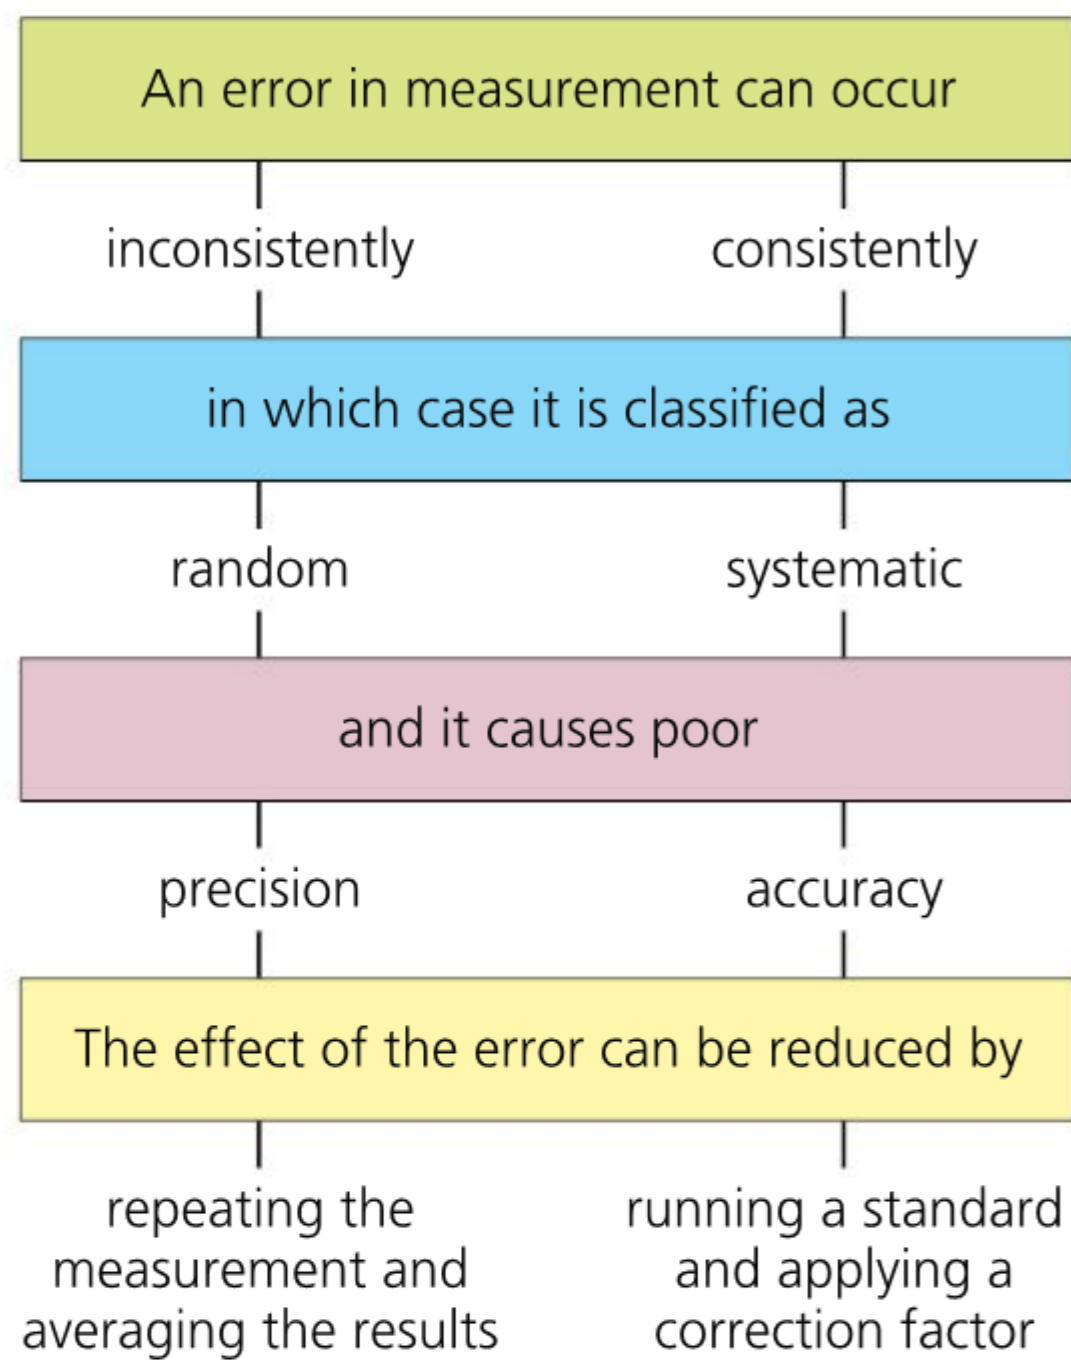 An error in measurement can occur
inconsistently
consistently
in which case it is classified as
random
systematic
and it causes poor
precision
accuracy
The effect of the error can be reduced by
repeating the
measurement and
averaging the results
running a standard
and applying a
correction factor